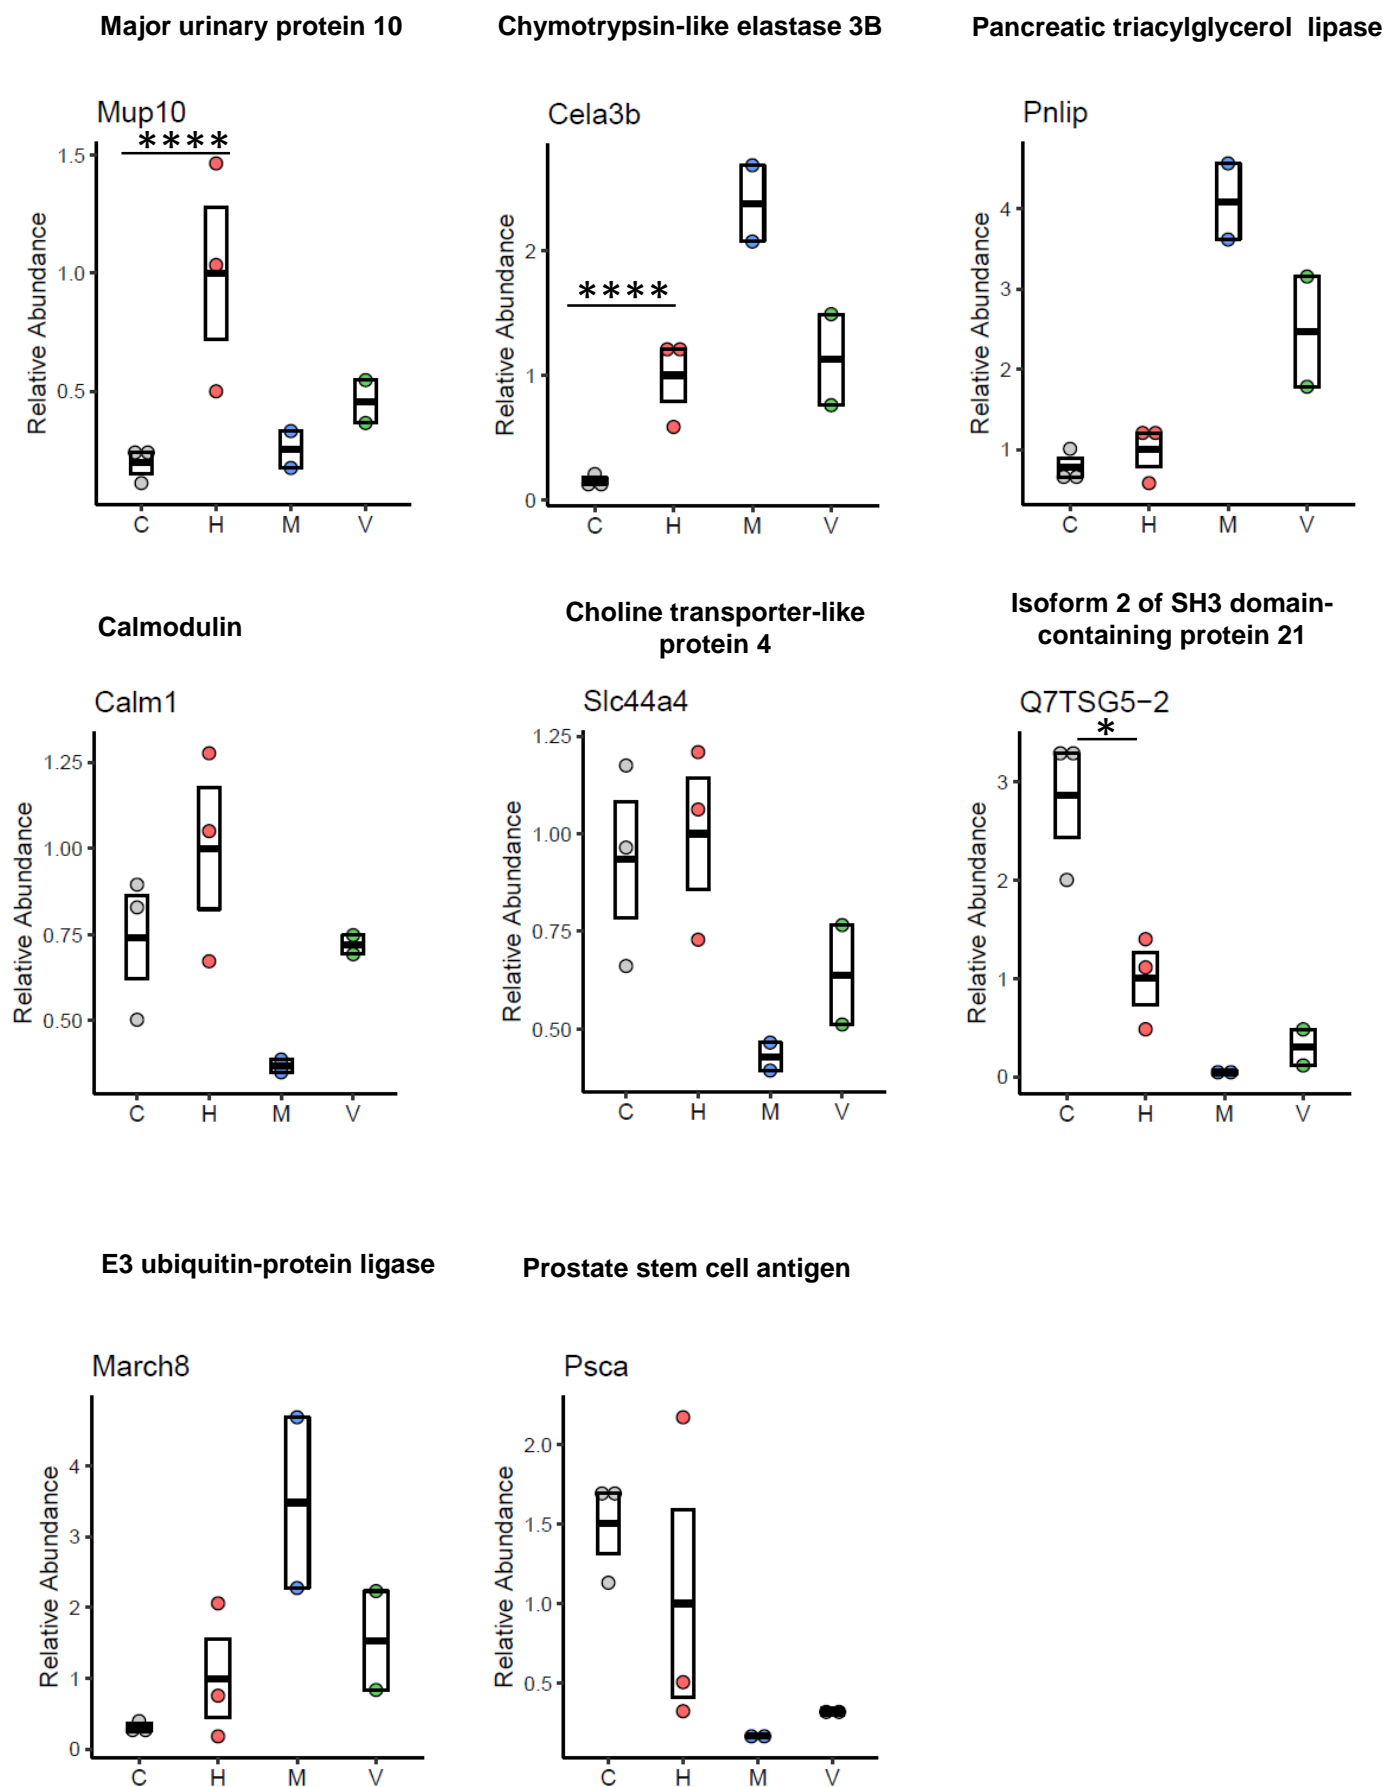 Major urinary protein 10
Chymotrypsin-like elastase 3B
Pancreatic triacylglycerol lipase
Mup10
****
Relative Abundance
1.5
1.0
0.5
C H M V
Cela3b
****
Relative Abundance
2
1
0
C H M V
Pnlip
Relative Abundance
4
3
2
1
C H M V
Calmodulin
Choline transporter-like
protein 4
Isoform 2 of SH3 domain-
containing protein 21
Calm1
Relative Abundance
1.25
1.00
0.75
0.50
C H M V
Slc44a4
Relative Abundance
1.25
1.00
0.75
0.50
C H M V
Q7TSG5-2
*
Relative Abundance
3
2
1
0
C H M V
E3 ubiquitin-protein ligase
Prostate stem cell antigen
March8
Relative Abundance
4
3
2
1
0
C H M V
Psca
Relative Abundance
2.0
1.5
1.0
0.5
C H M V